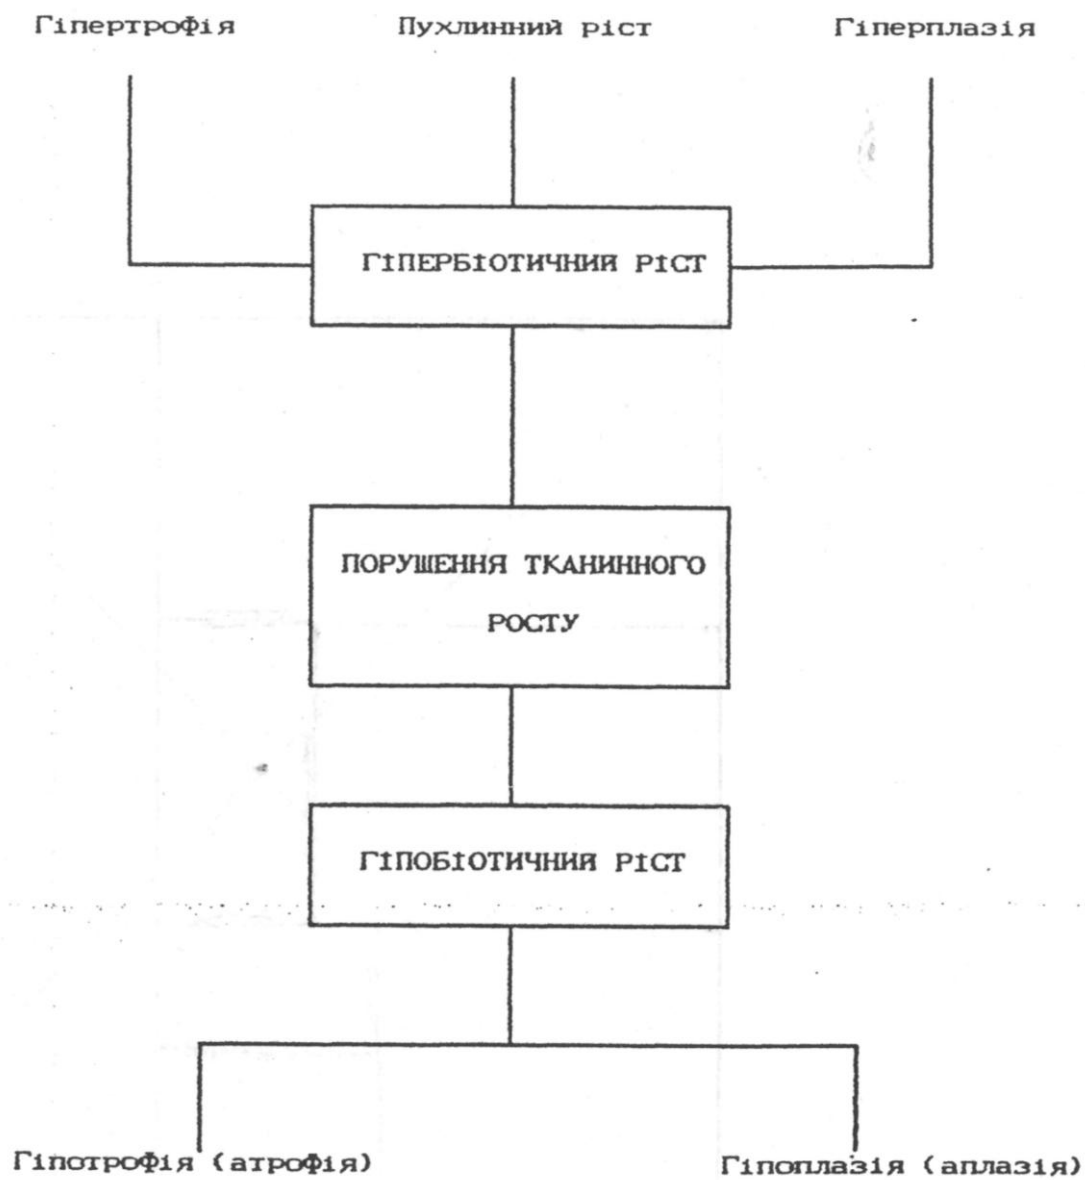 Гіпертрофія Пухлинний ріст Гіперплазія
ГІПЕРБІОТИЧНИЙ РІСТ
ПОРУШЕННЯ ТКАНИННОГО
РОСТУ
ГІПОБІОТИЧНИЙ РІСТ
Гіпотрофія (атрофія) Гіпоплазія (аплазія)